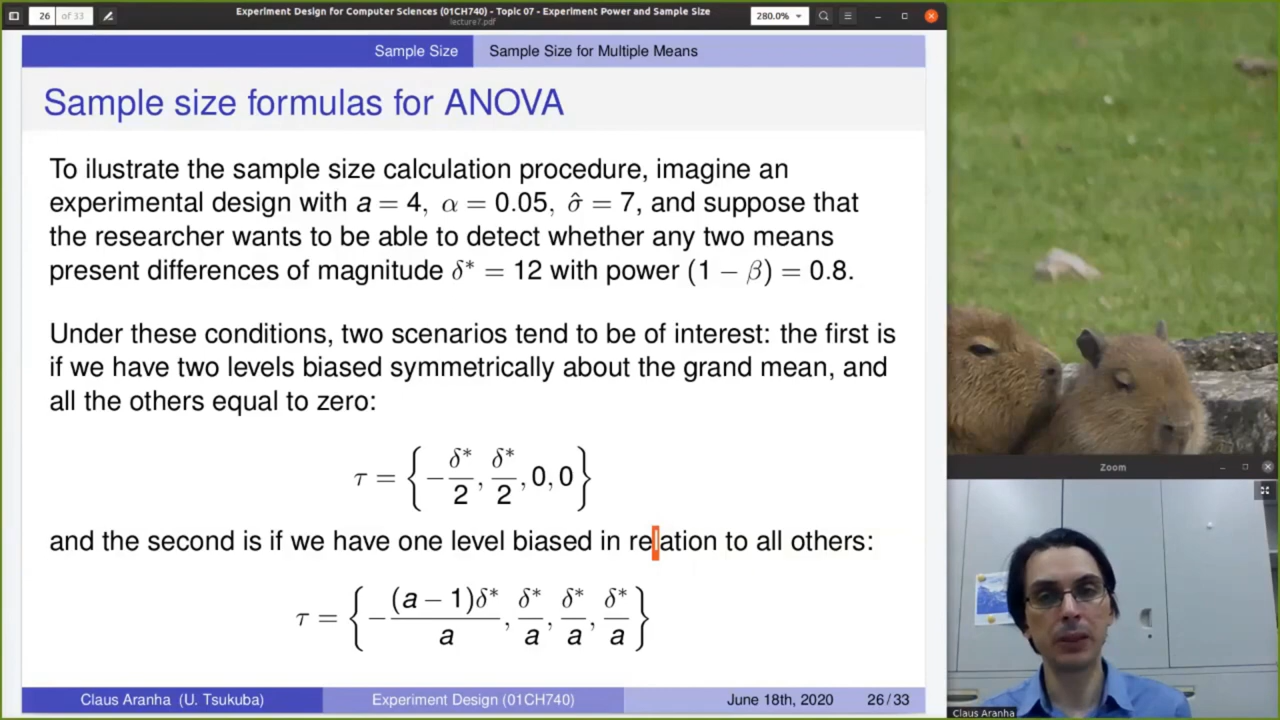 26 of 33
Experiment Design for Computer Sciences (01CH740) - Topic 07 - Experiment Power and Sample Size
lecture7.pdf
280.0%
Sample Size
Sample Size for Multiple Means
Sample size formulas for ANOVA
To ilustrate the sample size calculation procedure, imagine an
experimental design with a = 4, α = 0.05, σ̂ = 7, and suppose that
the researcher wants to be able to detect whether any two means
present differences of magnitude δ* = 12 with power (1 − β) = 0.8.
Under these conditions, two scenarios tend to be of interest: the first is
if we have two levels biased symmetrically about the grand mean, and
all the others equal to zero:
τ = { −δ*/2, δ*/2, 0, 0 }
and the second is if we have one level biased in relation to all others:
τ = { −(a − 1)δ*/a, δ*/a, δ*/a, δ*/a }
Claus Aranha (U. Tsukuba)
Experiment Design (01CH740)
June 18th, 2020
26 / 33
Zoom
Claus Aranha